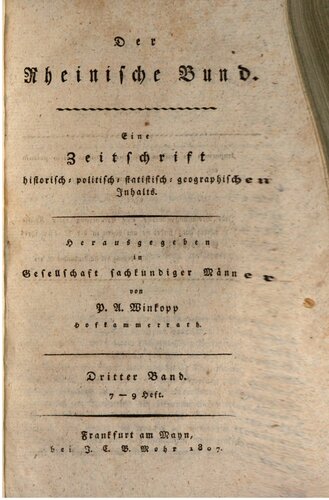 Der
Rheinische Bund.
Eine
Zeitschrift
historisch-politisch-statistisch-geographischen
Inhalts.
Herausgegeben
in
Gesellschaft sachkundiger Männer
von
P. A. Winkopp
Hofkammerrath.
Dritter Band.
7 — 9 Heft.
Frankfurt am Mayn,
bei J. C. B. Mohr 1807.